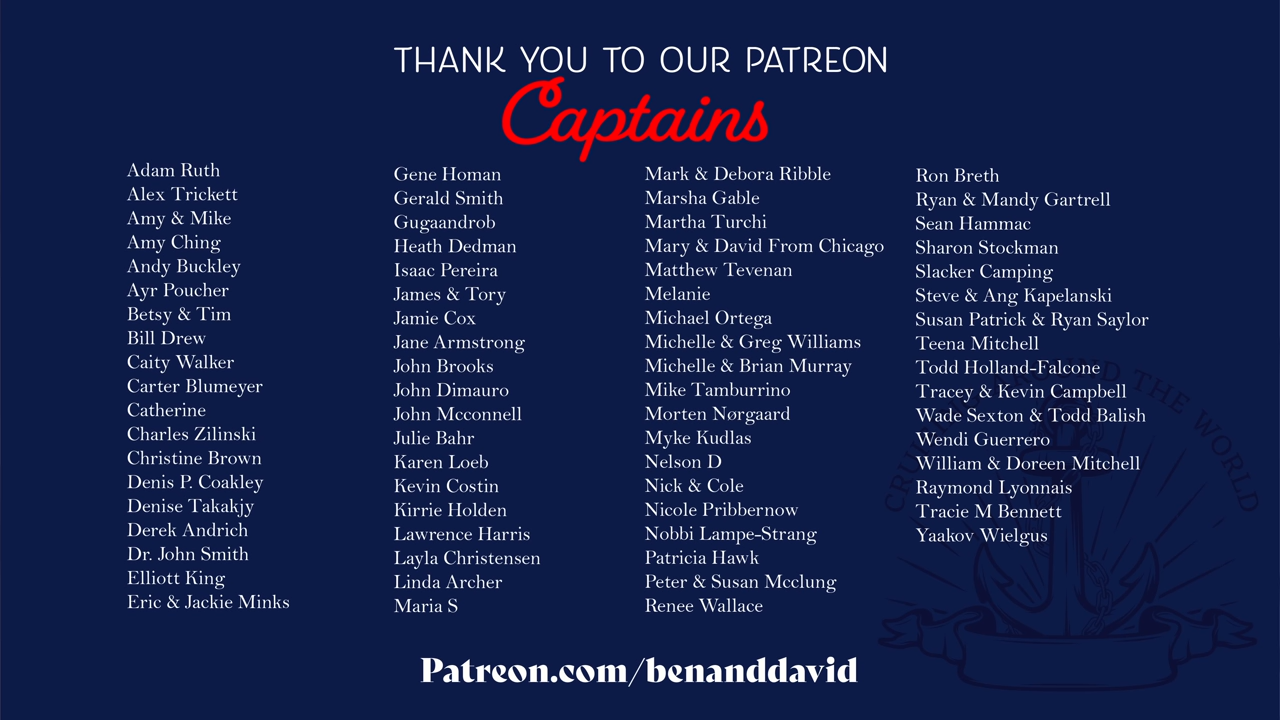 THANK YOU TO OUR PATREON
Captains
Adam Ruth
Alex Trickett
Amy & Mike
Amy Ching
Andy Buckley
Ayr Poucher
Betsy & Tim
Bill Drew
Caity Walker
Carter Blumeyer
Catherine
Charles Zilinski
Christine Brown
Denis P. Coakley
Denise Takakjy
Derek Andrich
Dr. John Smith
Elliott King
Eric & Jackie Minks
Gene Homan
Gerald Smith
Gugaandrob
Heath Dedman
Isaac Pereira
James & Tory
Jamie Cox
Jane Armstrong
John Brooks
John Dimauro
John Mcconnell
Julie Bahr
Karen Loeb
Kevin Costin
Kirrie Holden
Lawrence Harris
Layla Christensen
Linda Archer
Maria S
Mark & Debora Ribble
Marsha Gable
Martha Turchi
Mary & David From Chicago
Matthew Tevenan
Melanie
Michael Ortega
Michelle & Greg Williams
Michelle & Brian Murray
Mike Tamburrino
Morten Nørgaard
Myke Kudlas
Nelson D
Nick & Cole
Nicole Pribbernow
Nobbi Lampe-Strang
Patricia Hawk
Peter & Susan Mcclung
Renee Wallace
Ron Breth
Ryan & Mandy Gartrell
Sean Hammac
Sharon Stockman
Slacker Camping
Steve & Ang Kapelanski
Susan Patrick & Ryan Saylor
Teena Mitchell
Todd Holland-Falcone
Tracey & Kevin Campbell
Wade Sexton & Todd Balish
Wendi Guerrero
William & Doreen Mitchell
Raymond Lyonnais
Tracie M Bennett
Yaakov Wielgus
THE WORLD
Patreon.com/benanddavid